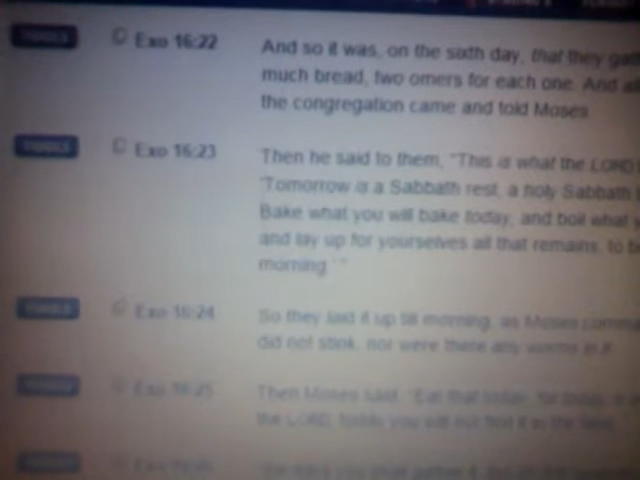 TOOLS Exo 16:22 And so it was, on the sixth day, that they
much bread, two omers for each one. And
the congregation came and told Moses
TOOLS Exo 16:23 Then he said to them, "This is what the LORD
'Tomorrow is a Sabbath rest, a holy Sabbath
Bake what you will bake today, and boil what
and lay up for yourselves all that remains, to
morning.' "
TOOLS Exo 16:24 So they laid it up till morning, as Moses
did not stink, nor were there any worms in it.
TOOLS Exo 16:25 Then Moses said, "Eat that today, for today is
the LORD; today you will not find it in the field.